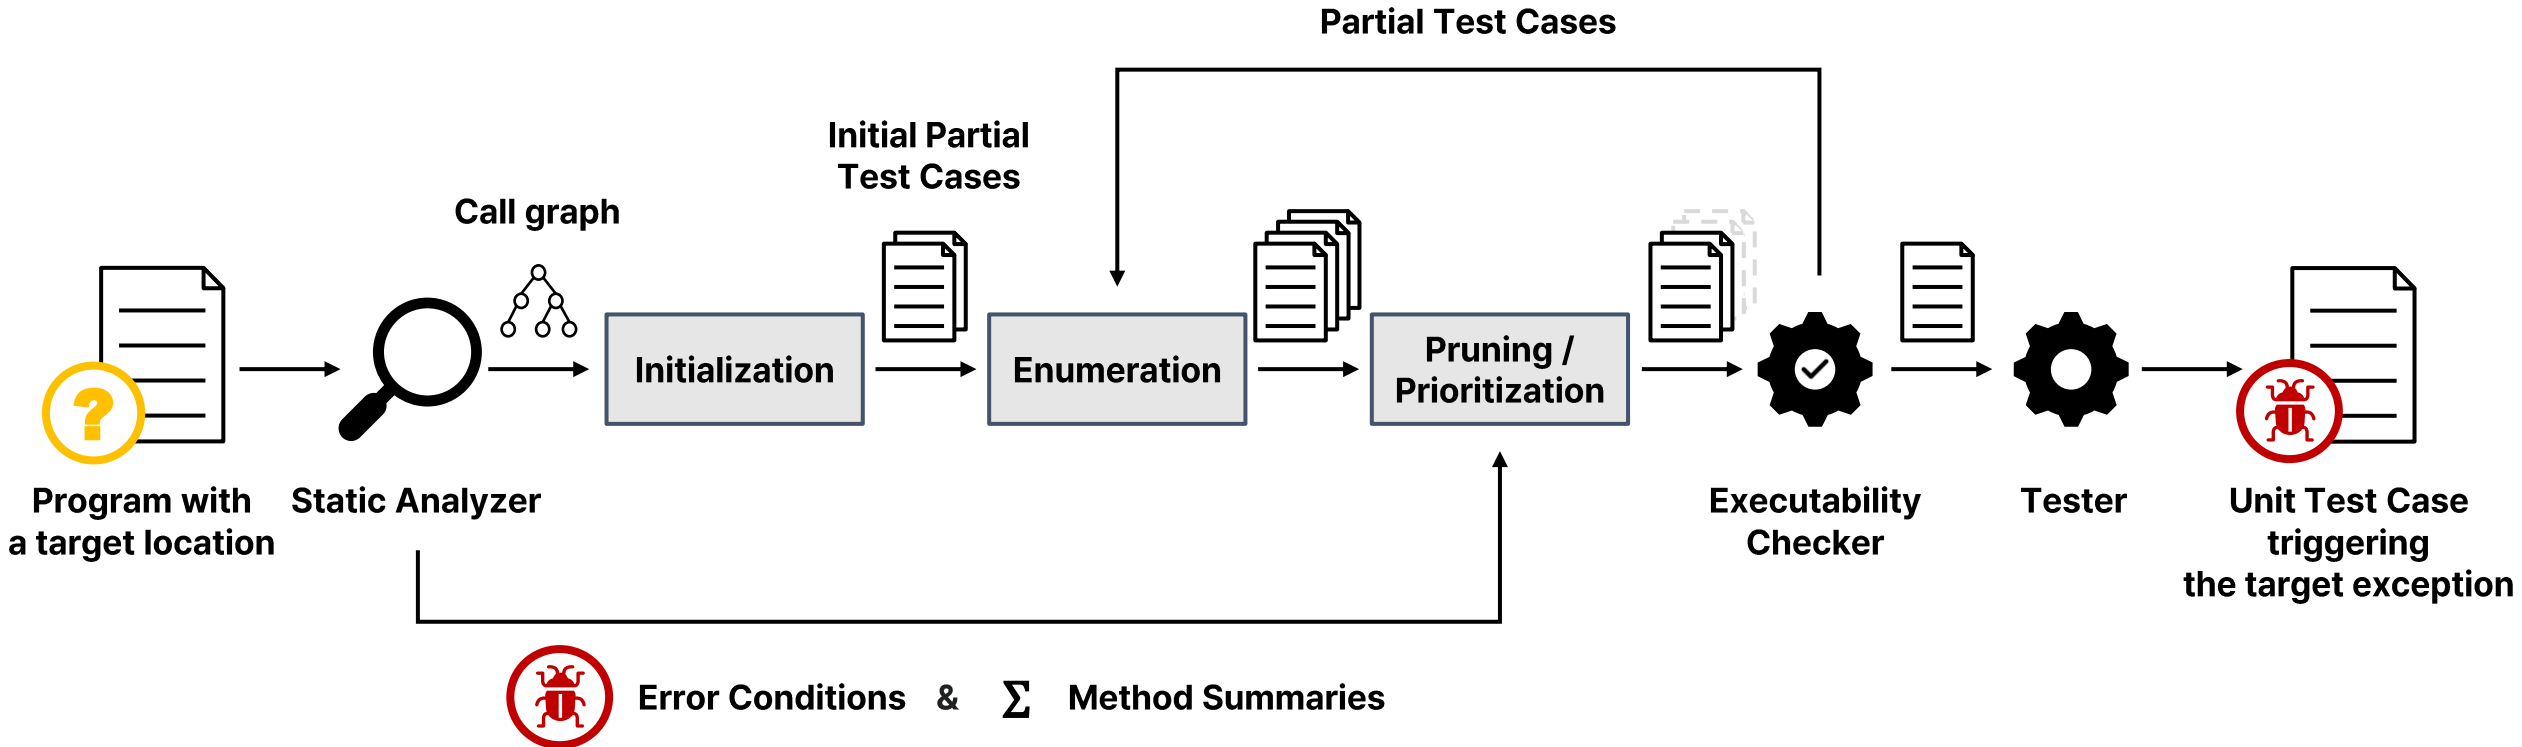 Partial Test Cases
Initial Partial
Test Cases
Call graph
?
Initialization
Enumeration
Pruning /
Prioritization
Program with
a target location
Static Analyzer
Executability
Checker
Tester
Unit Test Case
triggering
the target exception
Error Conditions & Σ Method Summaries